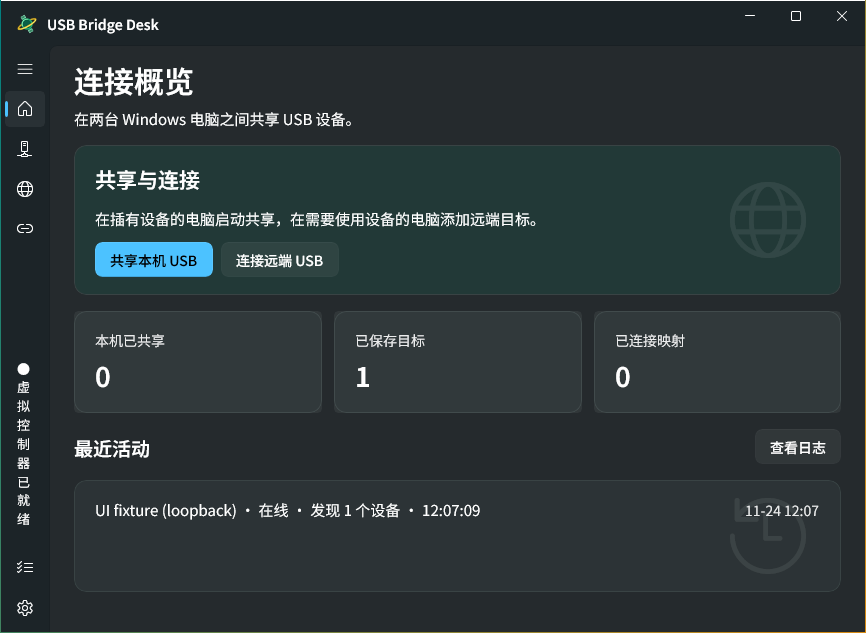 USB Bridge Desk
连接概览
在两台 Windows 电脑之间共享 USB 设备。
共享与连接
在插有设备的电脑启动共享，在需要使用设备的电脑添加远端目标。
共享本机 USB
连接远端 USB
本机已共享
0
已保存目标
1
已连接映射
0
虚拟控制器已就绪
最近活动
查看日志
UI fixture (loopback) · 在线 · 发现 1 个设备 · 12:07:09
11-24 12:07